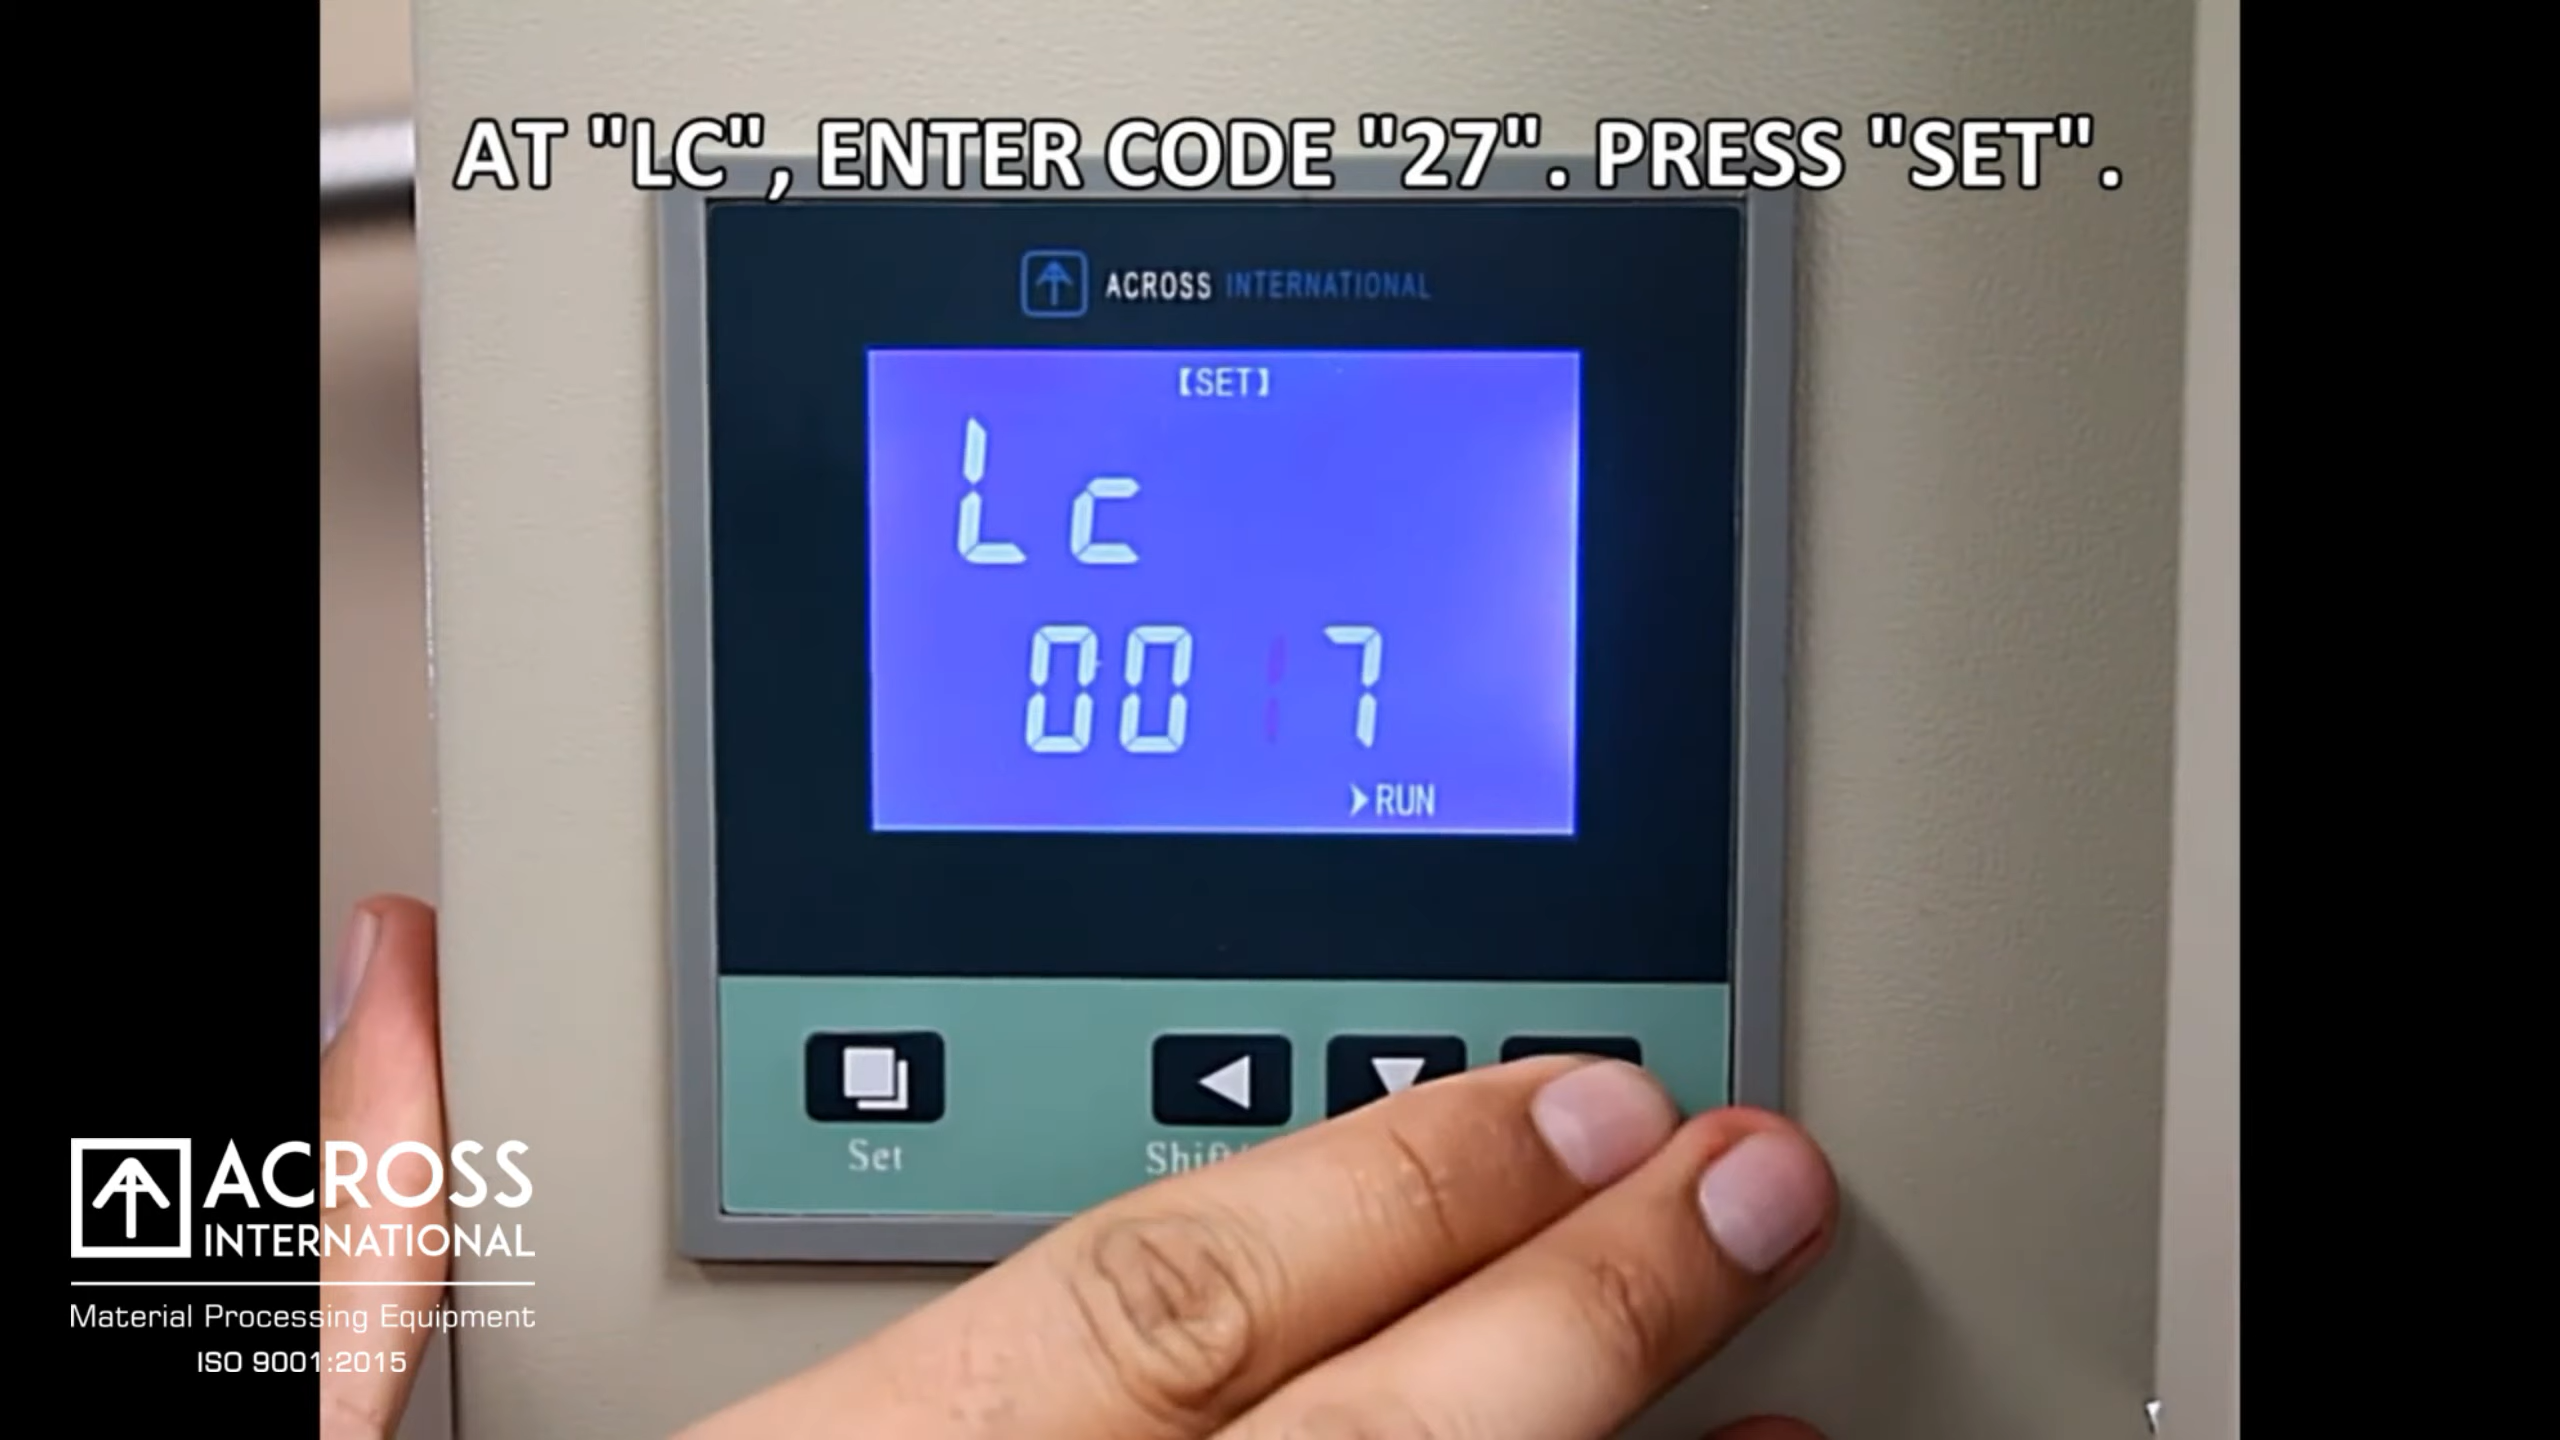 AT "LC", ENTER CODE "27". PRESS "SET".
ACROSS INTERNATIONAL
【SET】
Lc
0017
RUN
Set
ACROSS
INTERNATIONAL
Material Processing Equipment
ISO 9001:2015